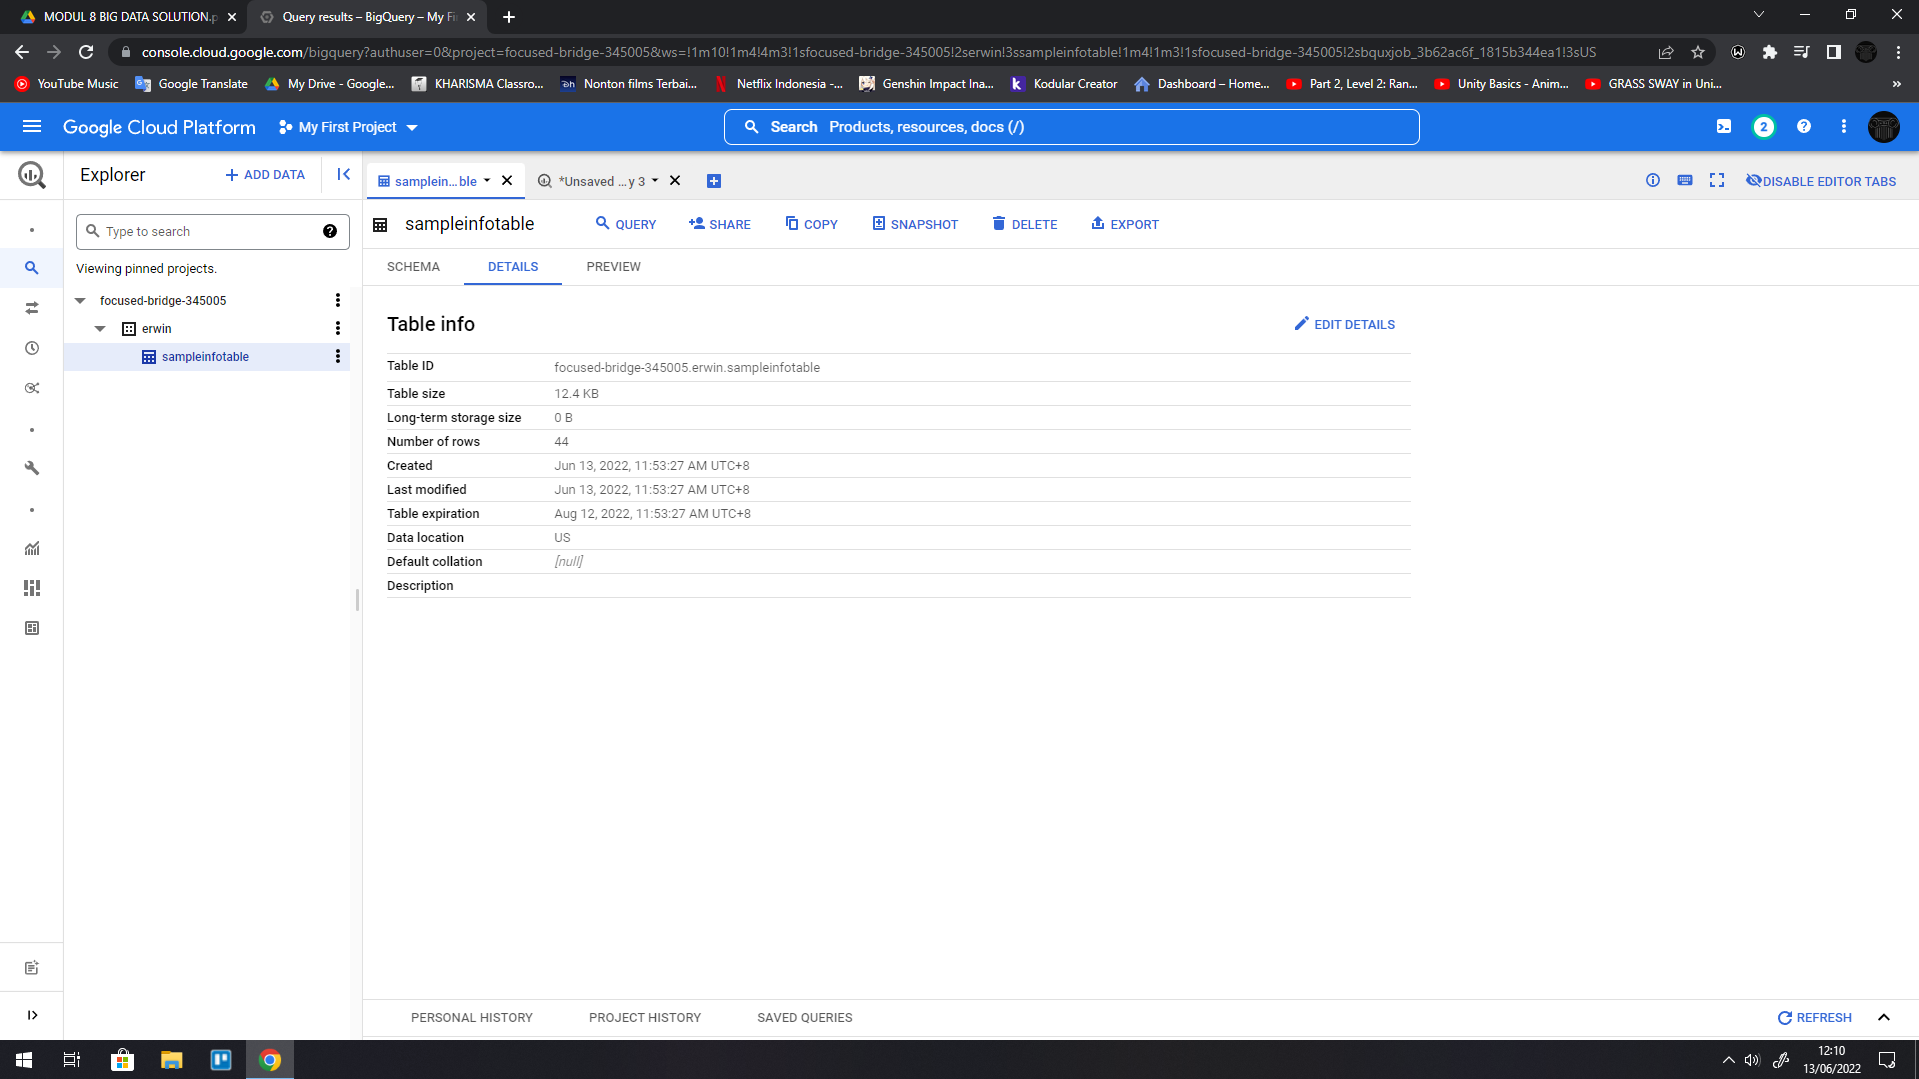 MODUL 8 BIG DATA SOLUTION.p
Query results – BigQuery – My Fi
console.cloud.google.com/bigquery?authuser=0&project=focused-bridge-345005&ws=!1m10!1m4!4m3!1sfocused-bridge-345005!2serwin!3ssampleinfotable!1m4!1m3!1sfocused-bridge-345005!2sbquxjob_3b62ac6f_1815b344ea1!3sUS
YouTube Music
Google Translate
My Drive - Google...
KHARISMA Classro...
Nonton films Terbai...
Netflix Indonesia -...
Genshin Impact Ina...
Kodular Creator
Dashboard – Home...
Part 2, Level 2: Ran...
Unity Basics - Anim...
GRASS SWAY in Uni...
»
Google Cloud Platform
My First Project
Search Products, resources, docs (/)
2
Explorer
+ ADD DATA
samplein... ble
*Unsaved ...y 3
DISABLE EDITOR TABS
Type to search
sampleinfotable
QUERY
SHARE
COPY
SNAPSHOT
DELETE
EXPORT
Viewing pinned projects.
SCHEMA
DETAILS
PREVIEW
focused-bridge-345005
erwin
sampleinfotable
Table info
EDIT DETAILS
Table ID focused-bridge-345005.erwin.sampleinfotable
Table size 12.4 KB
Long-term storage size 0 B
Number of rows 44
Created Jun 13, 2022, 11:53:27 AM UTC+8
Last modified Jun 13, 2022, 11:53:27 AM UTC+8
Table expiration Aug 12, 2022, 11:53:27 AM UTC+8
Data location US
Default collation [null]
Description
PERSONAL HISTORY
PROJECT HISTORY
SAVED QUERIES
REFRESH
12:10
13/06/2022